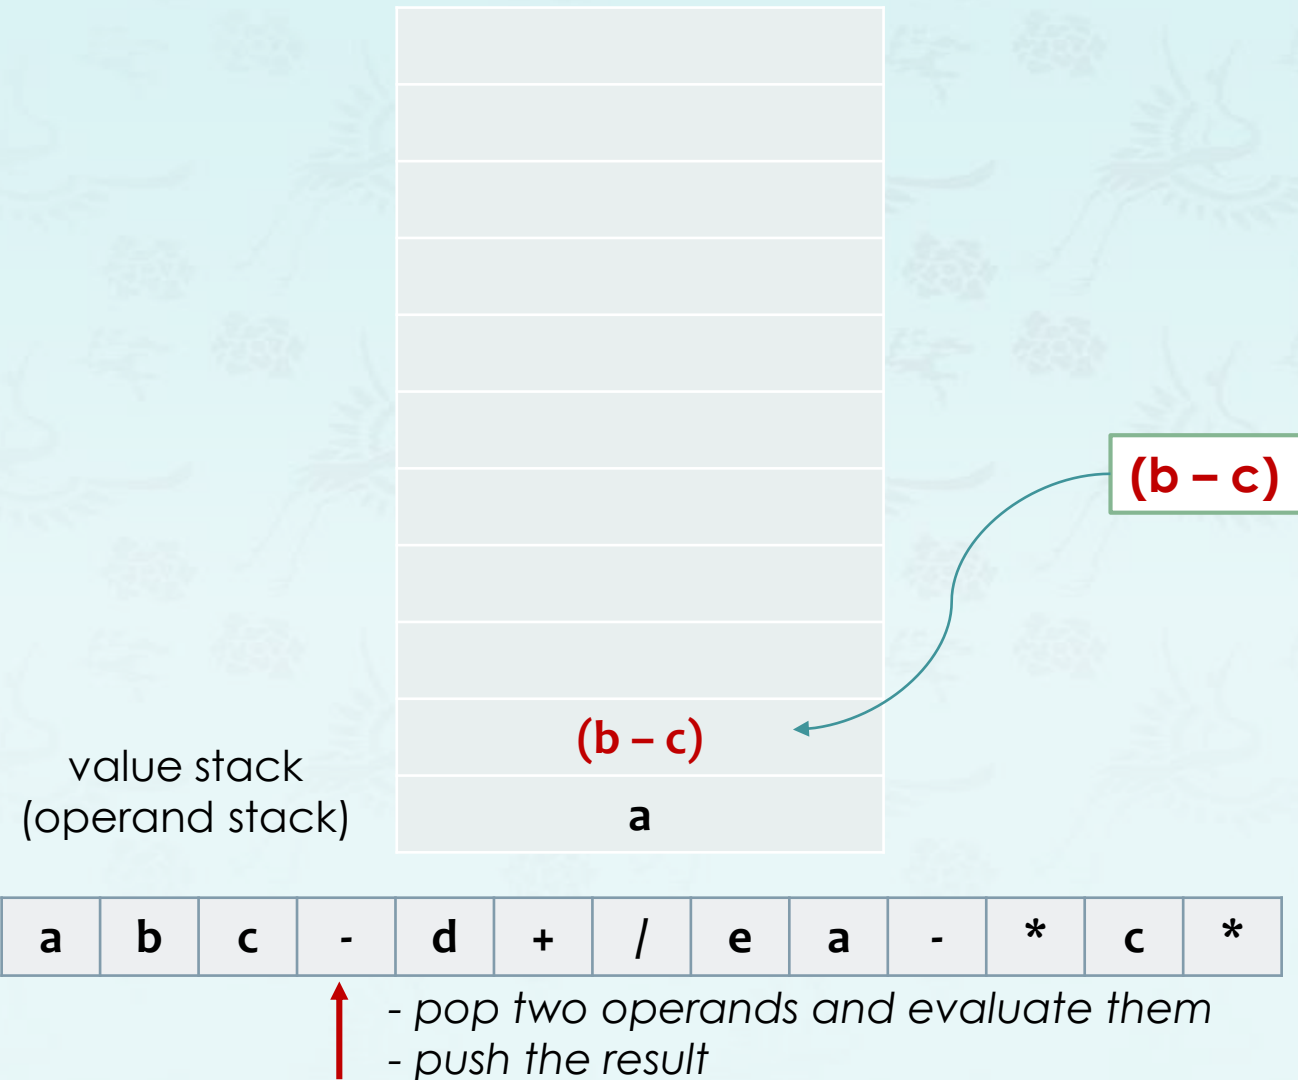 (b – c)
(b – c)
value stack
(operand stack)
a
a b c - d + / e a - * c *
- pop two operands and evaluate them
- push the result